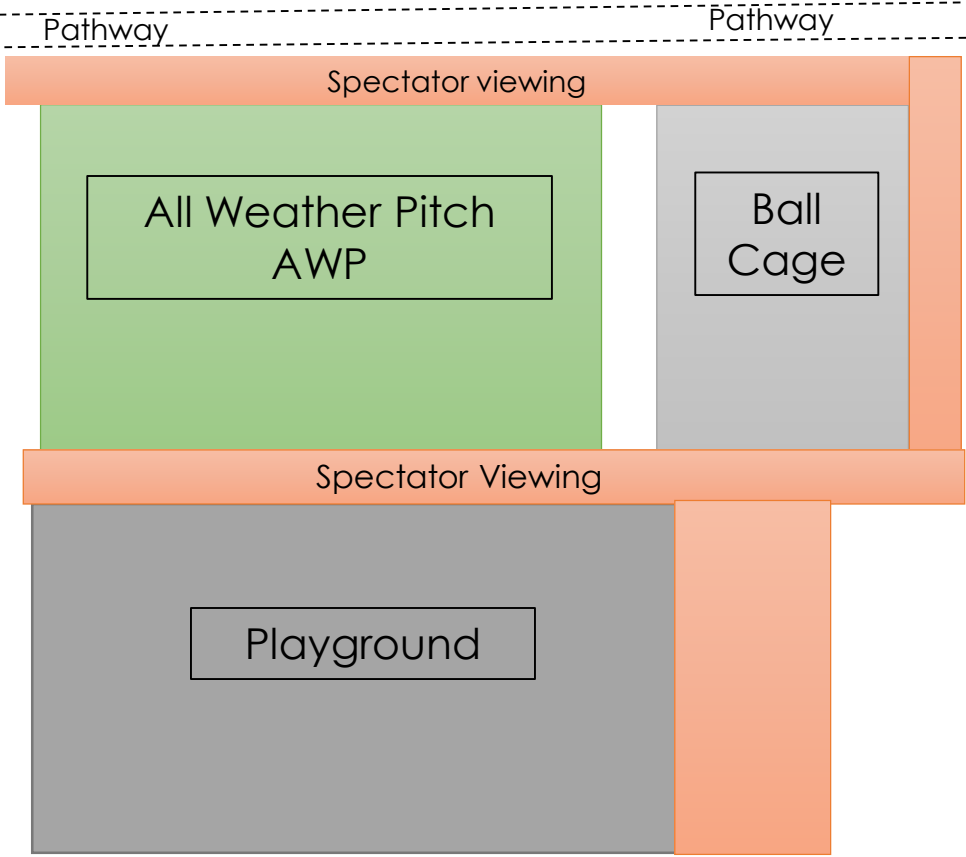 Pathway
Pathway
Spectator viewing
All Weather Pitch
AWP
Ball
Cage
Spectator Viewing
Playground